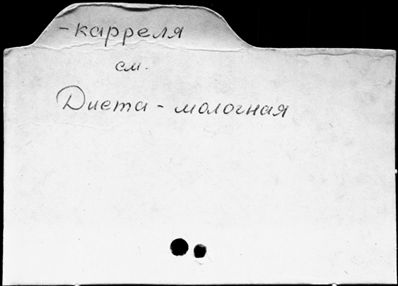 -карреля
см.
Диета - молочная